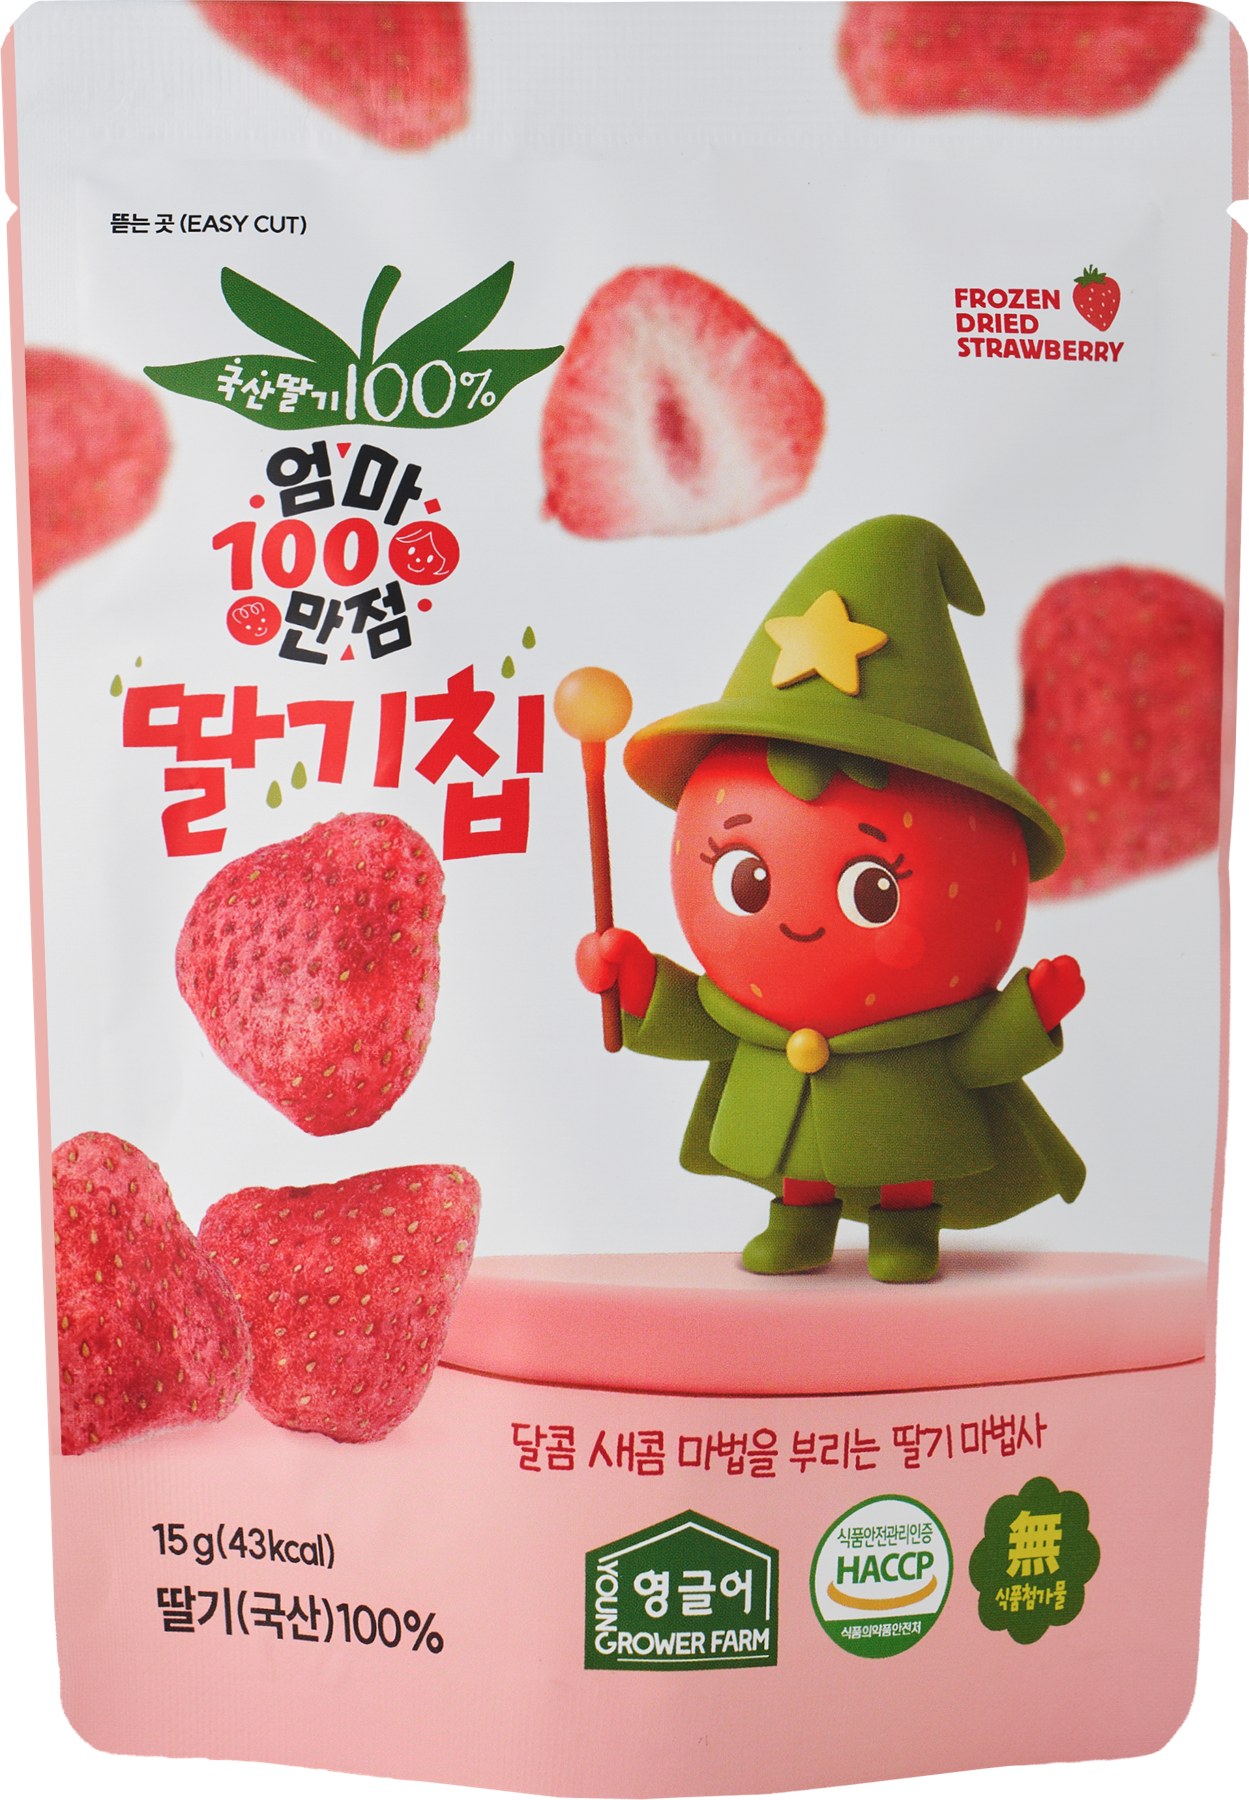 뜯는 곳 (EASY CUT)
국산딸기100%
엄마
100
만점
딸기칩
FROZEN
DRIED
STRAWBERRY
달콤 새콤 마법을 부리는 딸기 마법사
15g(43kcal)
딸기(국산)100%
YOUNG
영글어
GROWER FARM
식품안전관리인증
HACCP
식품의약품안전처
無
식품첨가물